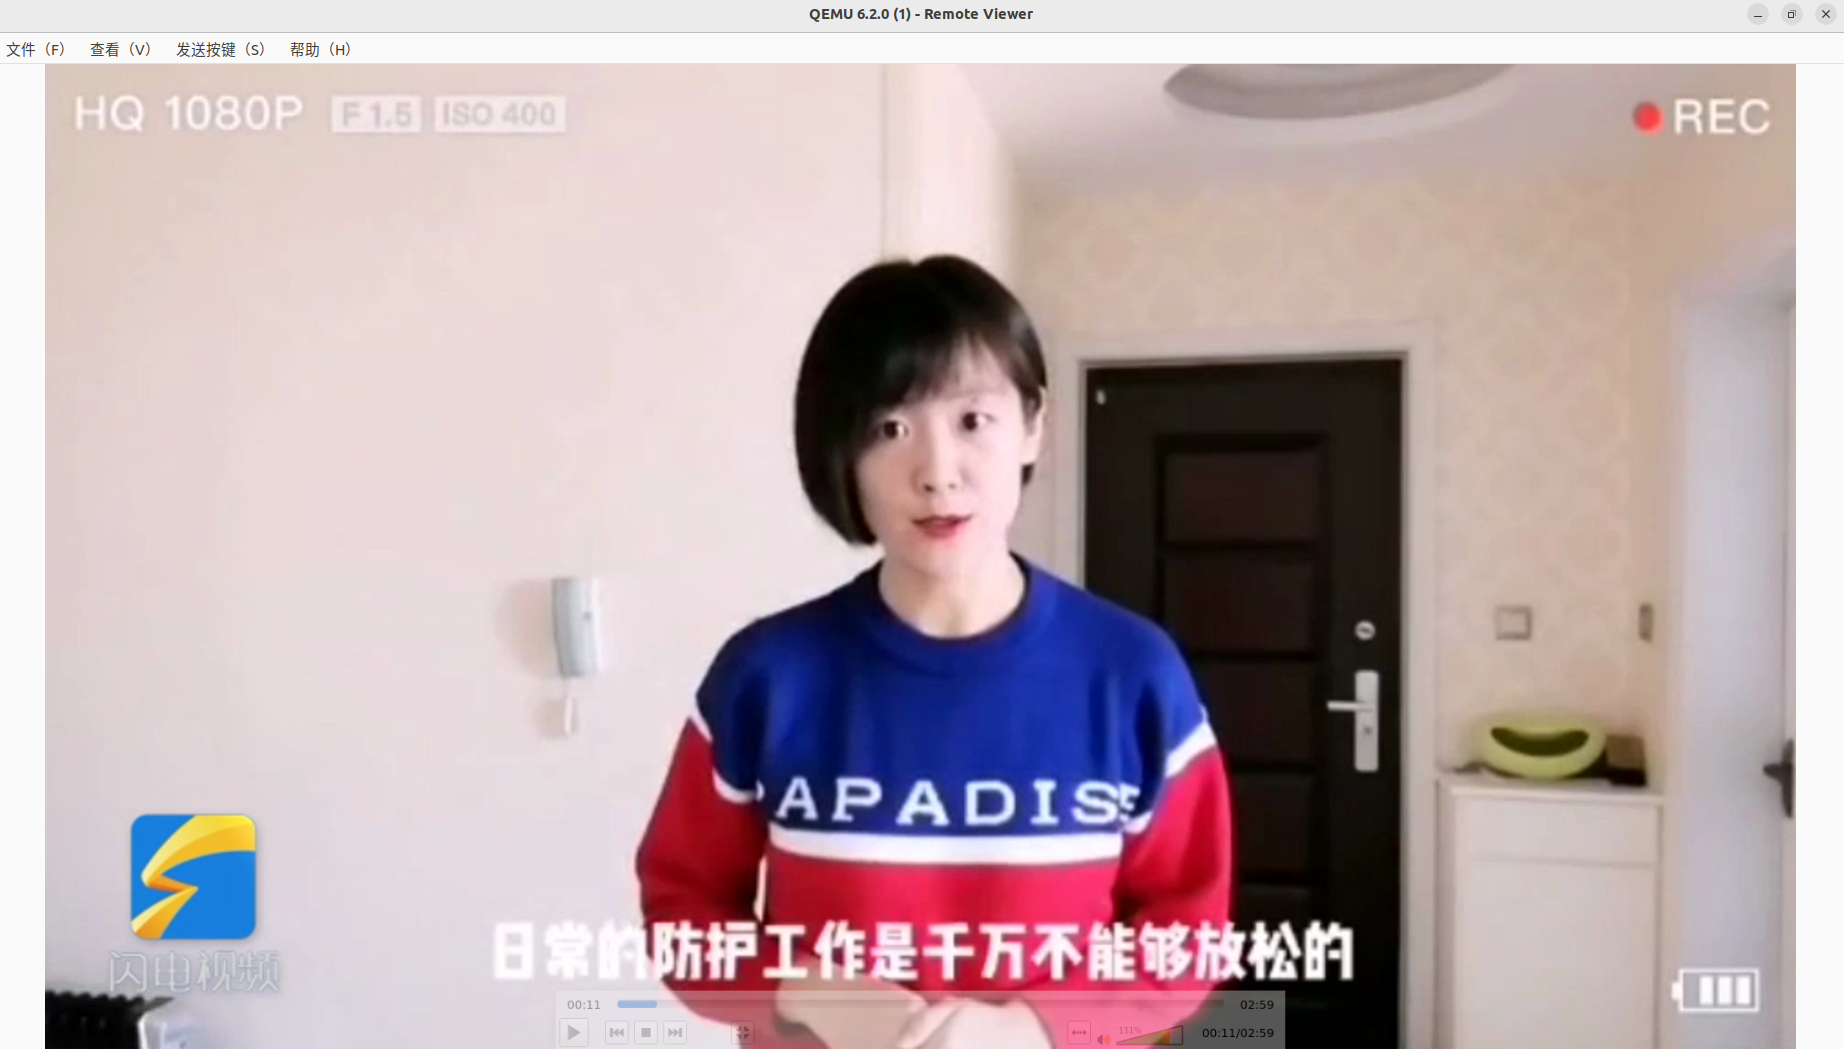 QEMU 6.2.0 (1) - Remote Viewer
文件（F） 查看（V） 发送按键（S） 帮助（H）
HQ 1080P F 1.5 ISO 400
REC
APADIS
闪电视频
日常的防护工作是千万不能够放松的
00:11 02:59
111%
00:11/02:59